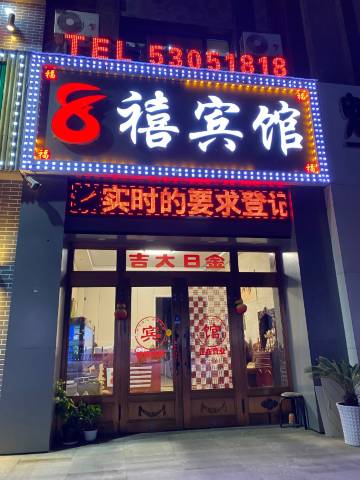 TEL 53051818
福 福
8禧宾馆
福 福
实时的要求登记
吉大日金
宾 馆